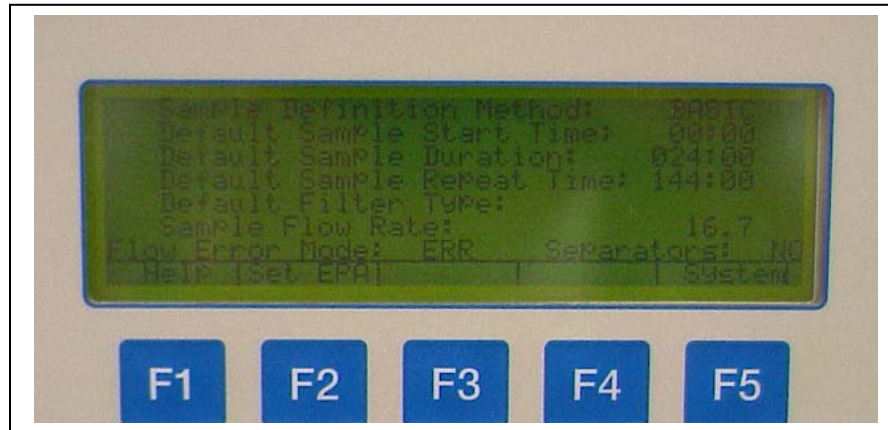 Sample Definition Method: BASIC
Default Sample Start Time: 00:00
Default Sample Duration: 024:00
Default Sample Repeat Time: 144:00
Default Filter Type:
Sample Flow Rate: 16.7
Flow Error Mode: ERR Separators: NO
Help |Set EPA| | | System
F1 F2 F3 F4 F5